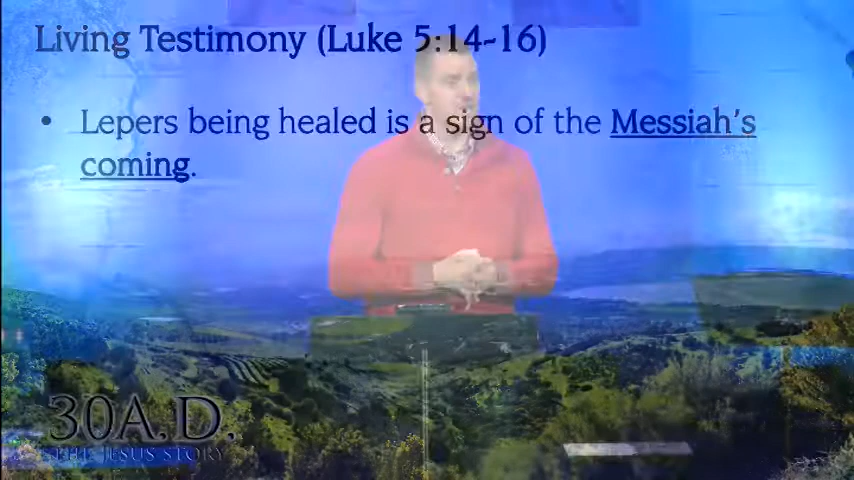 Living Testimony (Luke 5:14-16)
• Lepers being healed is a sign of the Messiah's
coming.
30A.D.
THE JESUS STORY